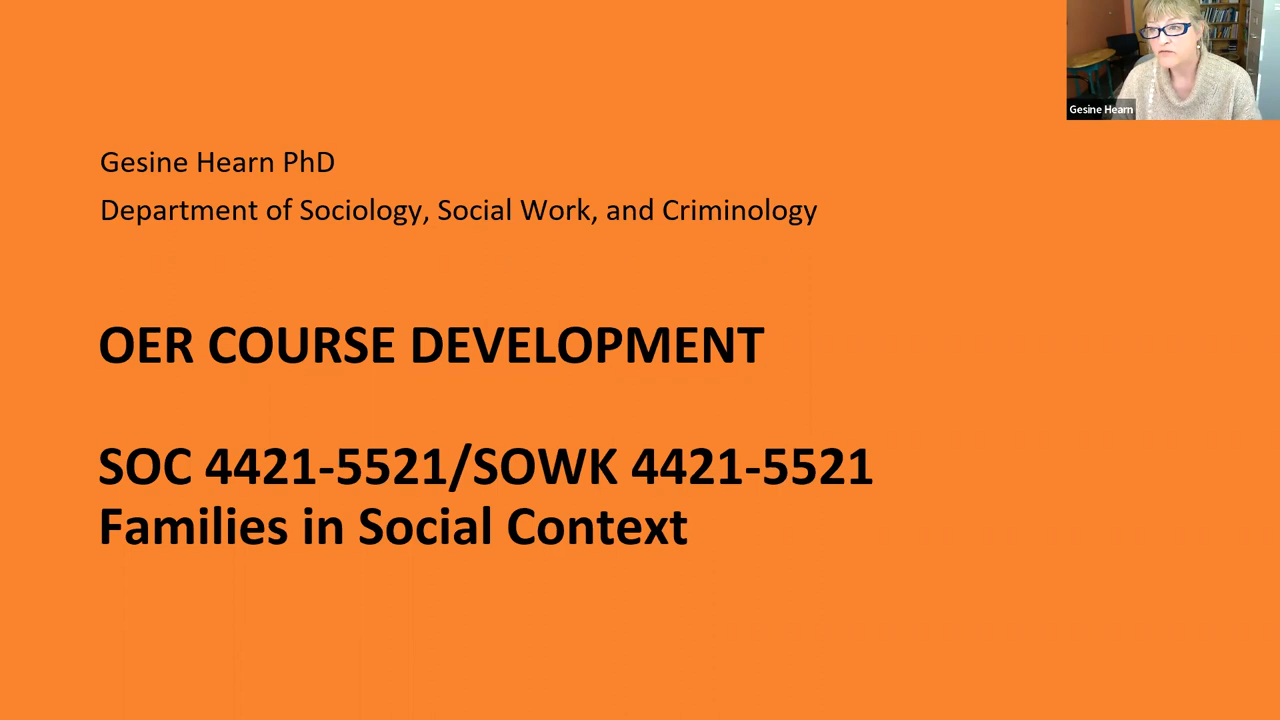 Gesine Hearn
Gesine Hearn PhD
Department of Sociology, Social Work, and Criminology
OER COURSE DEVELOPMENT
SOC 4421-5521/SOWK 4421-5521
Families in Social Context